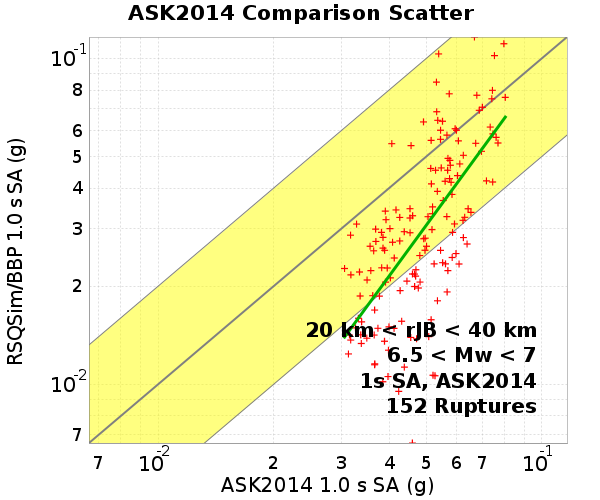 ASK2014 Comparison Scatter
RSQSim/BBP 1.0 s SA (g)
10-1
8
6
5
4
3
2
10-2
7
20 km < rJB < 40 km
6.5 < Mw < 7
1s SA, ASK2014
152 Ruptures
7 10-2 2 3 4 5 6 7 10-1
ASK2014 1.0 s SA (g)